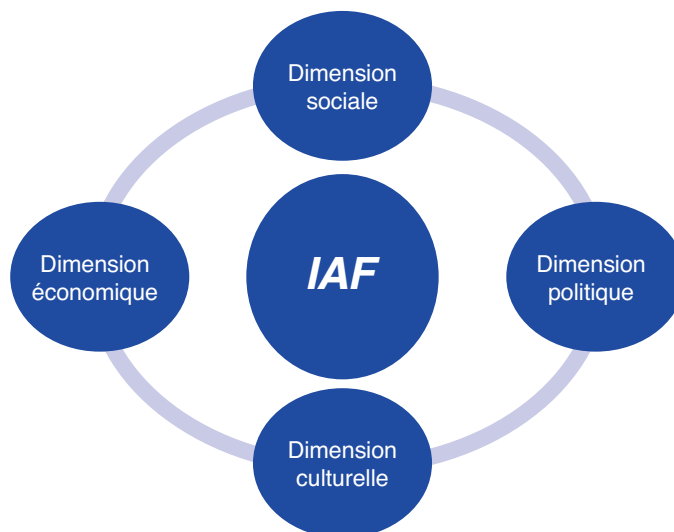 Dimension
sociale
Dimension
économique
IAF
Dimension
politique
Dimension
culturelle